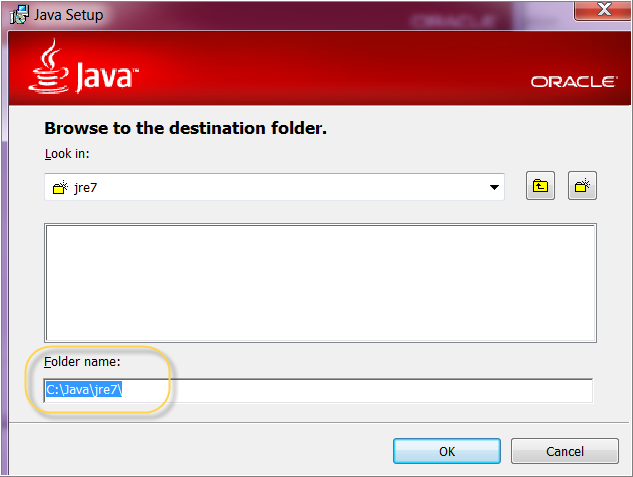 Java Setup
Java™
ORACLE
Browse to the destination folder.
Look in:
jre7
Folder name:
C:\Java\jre7\
OK
Cancel